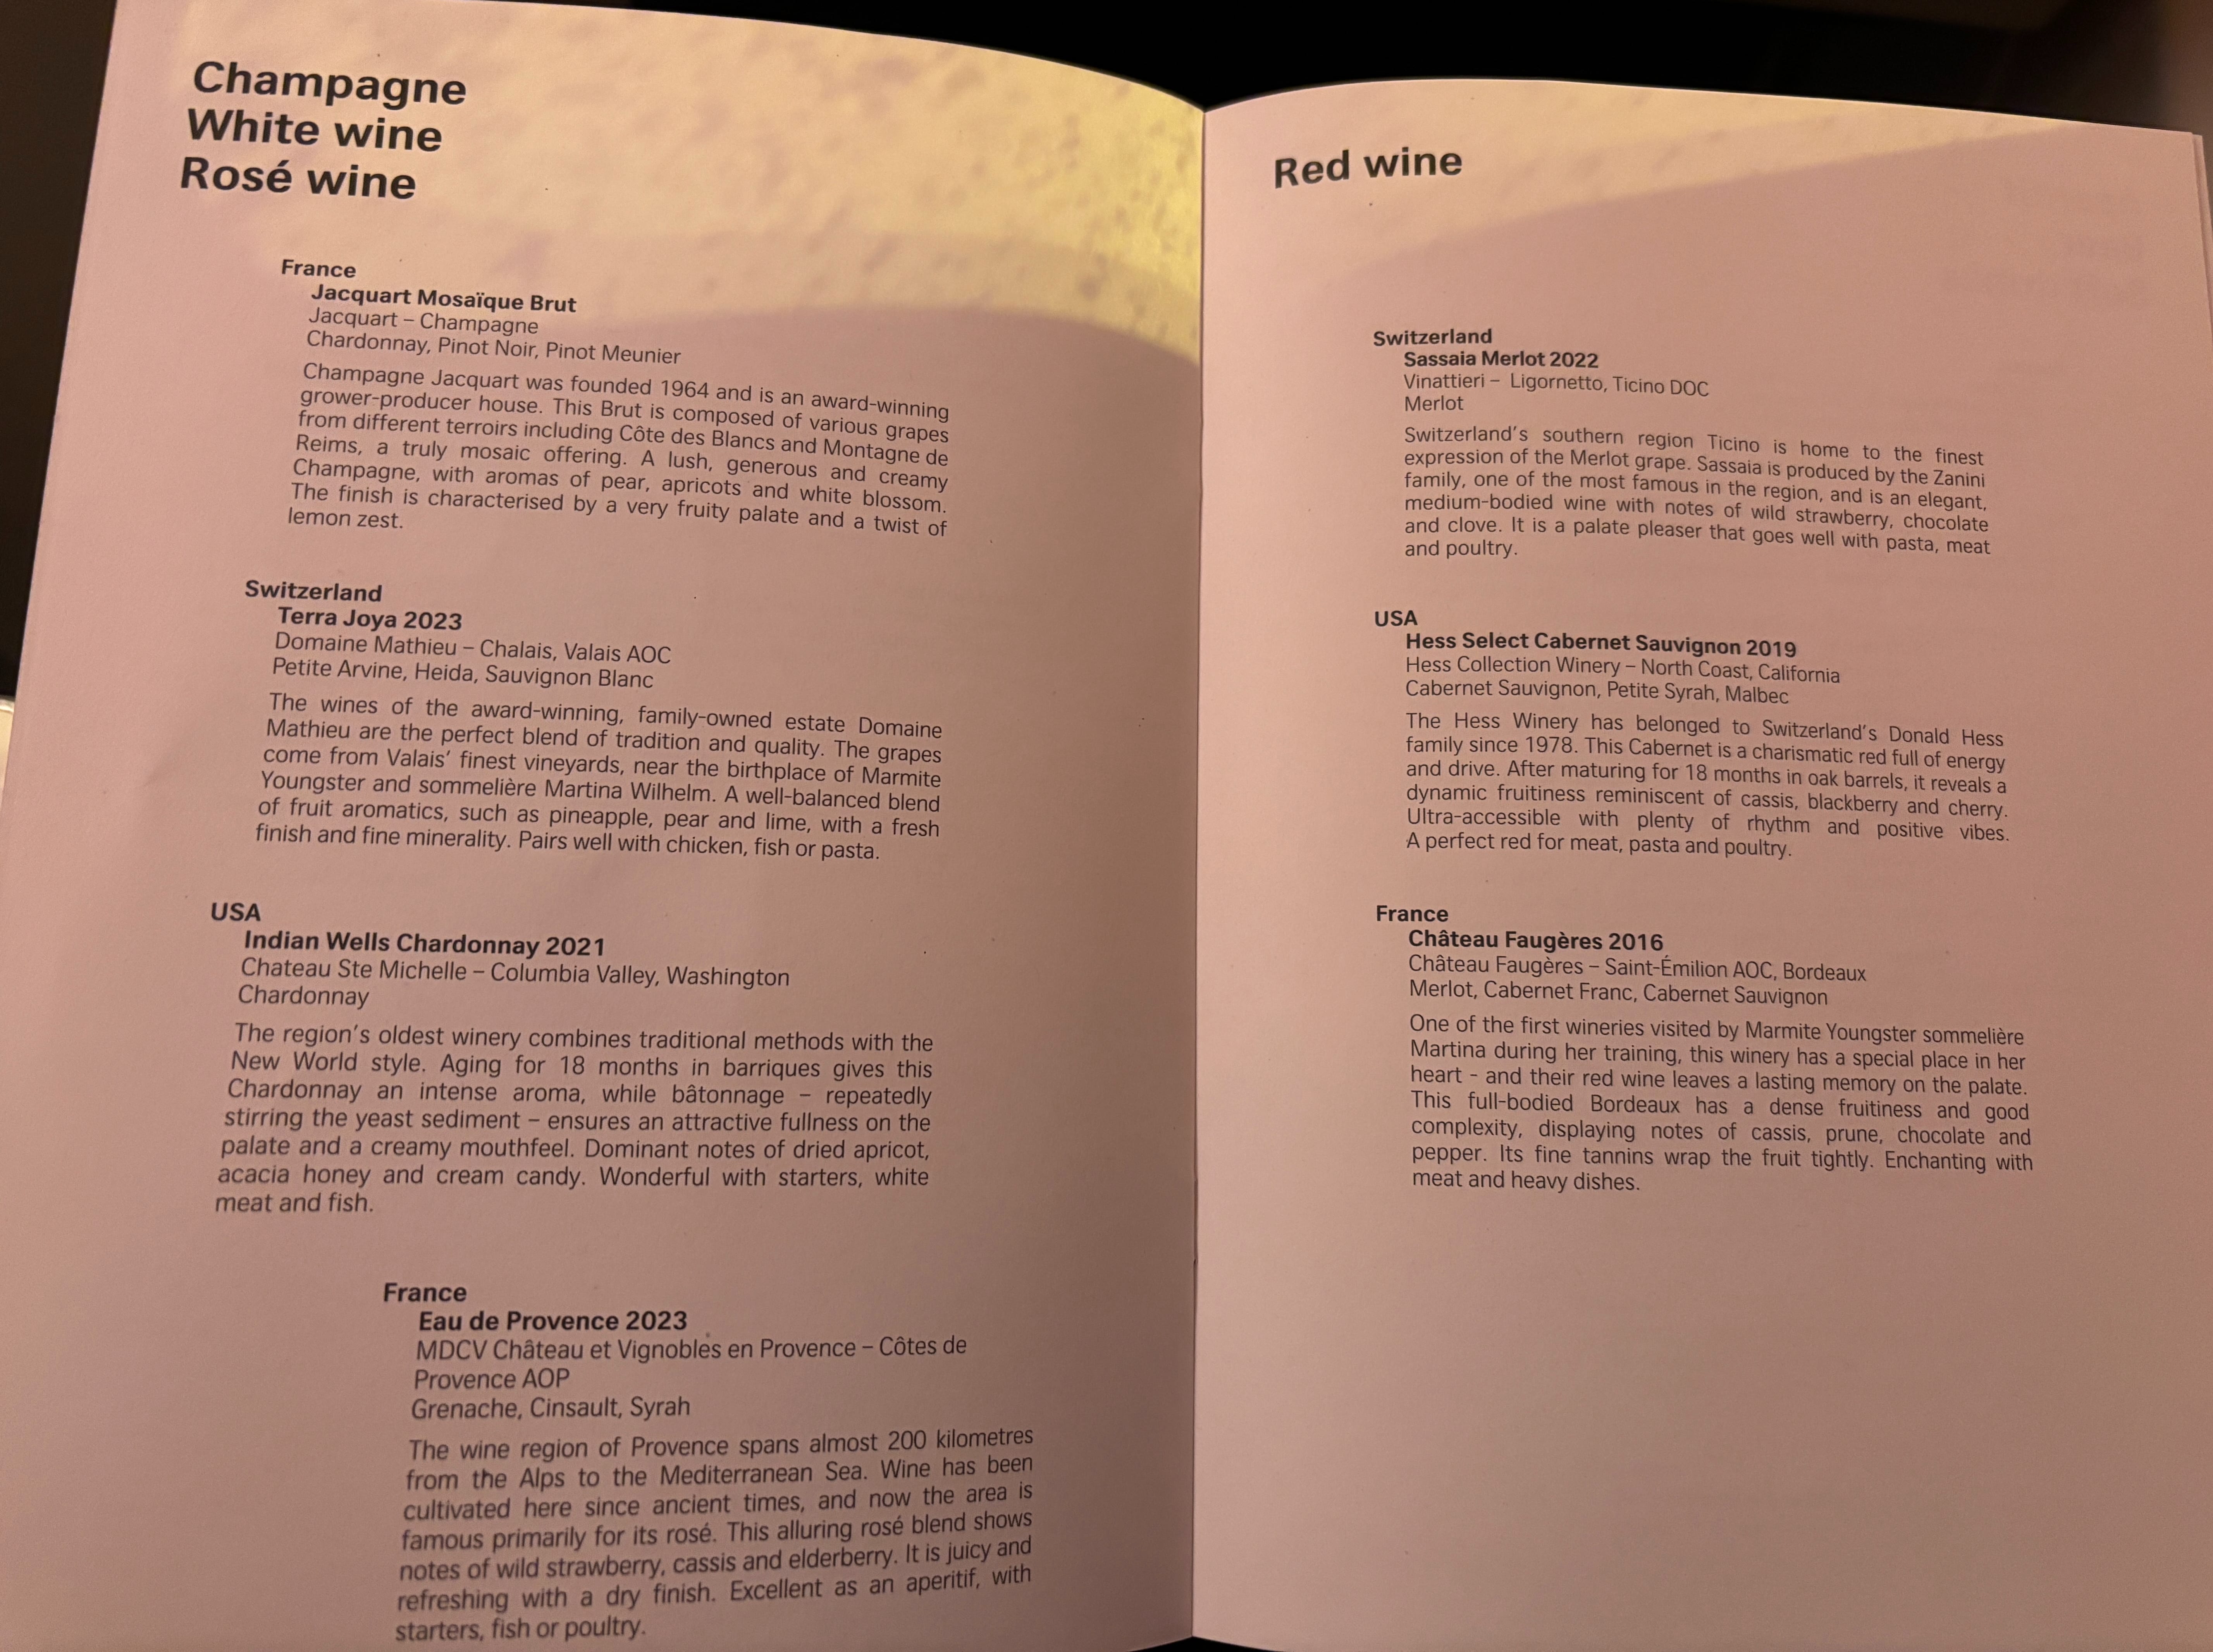 Champagne
White wine
Rosé wine
France
Jacquart Mosaïque Brut
Jacquart – Champagne
Chardonnay, Pinot Noir, Pinot Meunier
Champagne Jacquart was founded 1964 and is an award-winning
grower-producer house. This Brut is composed of various grapes
from different terroirs including Côte des Blancs and Montagne de
Reims, a truly mosaic offering. A lush, generous and creamy
Champagne, with aromas of pear, apricots and white blossom.
The finish is characterised by a very fruity palate and a twist of
lemon zest.
Switzerland
Terra Joya 2023
Domaine Mathieu – Chalais, Valais AOC
Petite Arvine, Heida, Sauvignon Blanc
The wines of the award-winning, family-owned estate Domaine
Mathieu are the perfect blend of tradition and quality. The grapes
come from Valais' finest vineyards, near the birthplace of Marmite
Youngster and sommelière Martina Wilhelm. A well-balanced blend
of fruit aromatics, such as pineapple, pear and lime, with a fresh
finish and fine minerality. Pairs well with chicken, fish or pasta.
USA
Indian Wells Chardonnay 2021
Chateau Ste Michelle – Columbia Valley, Washington
Chardonnay
The region's oldest winery combines traditional methods with the
New World style. Aging for 18 months in barriques gives this
Chardonnay an intense aroma, while bâtonnage – repeatedly
stirring the yeast sediment – ensures an attractive fullness on the
palate and a creamy mouthfeel. Dominant notes of dried apricot,
acacia honey and cream candy. Wonderful with starters, white
meat and fish.
France
Eau de Provence 2023
MDCV Château et Vignobles en Provence – Côtes de
Provence AOP
Grenache, Cinsault, Syrah
The wine region of Provence spans almost 200 kilometres
from the Alps to the Mediterranean Sea. Wine has been
cultivated here since ancient times, and now the area is
famous primarily for its rosé. This alluring rosé blend shows
notes of wild strawberry, cassis and elderberry. It is juicy and
refreshing with a dry finish. Excellent as an aperitif, with
starters, fish or poultry.
Red wine
Switzerland
Sassaia Merlot 2022
Vinattieri – Ligornetto, Ticino DOC
Merlot
Switzerland's southern region Ticino is home to the finest
expression of the Merlot grape. Sassaia is produced by the Zanini
family, one of the most famous in the region, and is an elegant,
medium-bodied wine with notes of wild strawberry, chocolate
and clove. It is a palate pleaser that goes well with pasta, meat
and poultry.
USA
Hess Select Cabernet Sauvignon 2019
Hess Collection Winery – North Coast, California
Cabernet Sauvignon, Petite Syrah, Malbec
The Hess Winery has belonged to Switzerland's Donald Hess
family since 1978. This Cabernet is a charismatic red full of energy
and drive. After maturing for 18 months in oak barrels, it reveals a
dynamic fruitiness reminiscent of cassis, blackberry and cherry.
Ultra-accessible with plenty of rhythm and positive vibes.
A perfect red for meat, pasta and poultry.
France
Château Faugères 2016
Château Faugères – Saint-Émilion AOC, Bordeaux
Merlot, Cabernet Franc, Cabernet Sauvignon
One of the first wineries visited by Marmite Youngster sommelière
Martina during her training, this winery has a special place in her
heart - and their red wine leaves a lasting memory on the palate.
This full-bodied Bordeaux has a dense fruitiness and good
complexity, displaying notes of cassis, prune, chocolate and
pepper. Its fine tannins wrap the fruit tightly. Enchanting with
meat and heavy dishes.